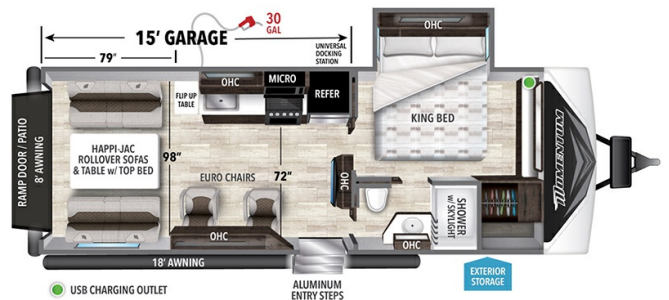 30
GAL
15' GARAGE
79"
UNIVERSAL
DOCKING
STATION
OHC
OHC
MICRO
FLIP UP
TABLE
REFER
KING BED
RAMP DOOR / PATIO
8' AWNING
HAPPI-JAC
ROLLOVER SOFAS
& TABLE w/ TOP BED
98"
EURO CHAIRS
72"
OHC
MOMENTUM
SHOWER
w/ SKYLIGHT
OHC
OHC
18' AWNING
USB CHARGING OUTLET
ALUMINUM
ENTRY STEPS
EXTERIOR
STORAGE